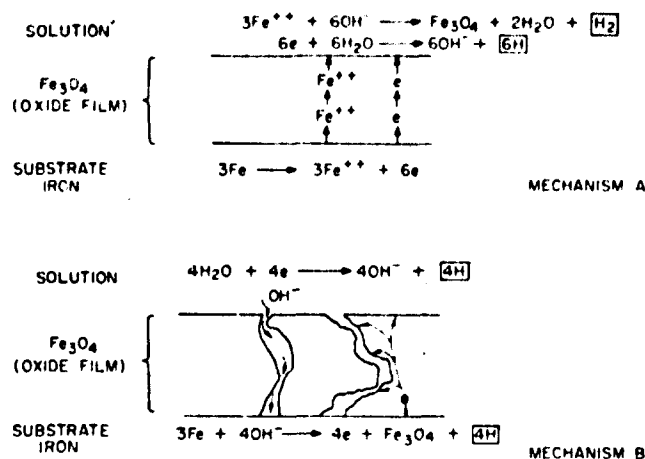 3Fe++ + 6OH- → Fe3O4 + 2H2O + H2
SOLUTION
6e + 6H2O → 6OH- + 6H
Fe3O4
(OXIDE FILM)
Fe++ e
Fe++ e
SUBSTRATE
IRON
3Fe → 3Fe++ + 6e
MECHANISM A
SOLUTION
4H2O + 4e → 4OH- + 4H
OH-
Fe3O4
(OXIDE FILM)
e
SUBSTRATE
IRON
3Fe + 4OH- → 4e + Fe3O4 + 4H
MECHANISM B